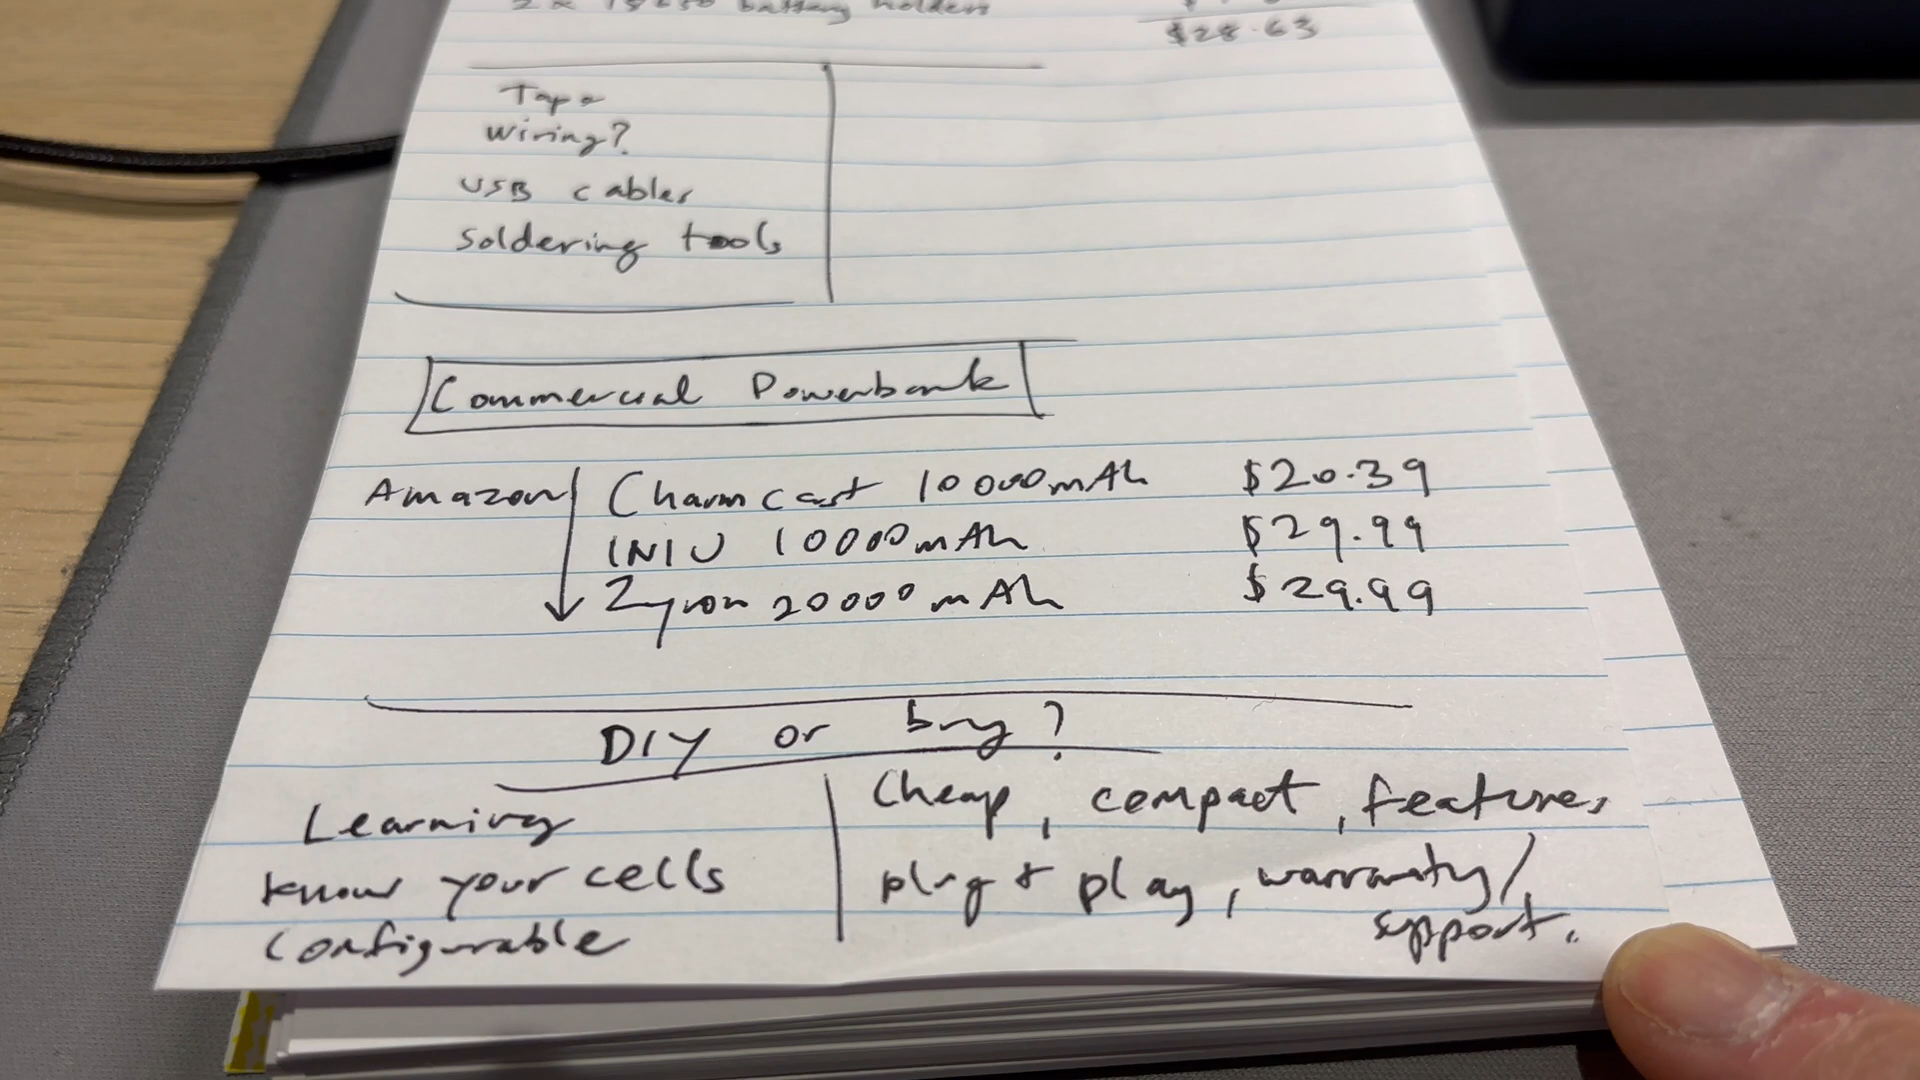 battery holders
$28.63
Tape
wiring?
USB cables
soldering tools
Commercial Powerbank
Amazon Charmcast 10000mAh $20.39
INIU 10000mAh $29.99
Zyron 20000mAh $29.99
DIY or buy?
Learning
know your cells
configurable
Cheap, compact, features
plug + play, warranty/
support.